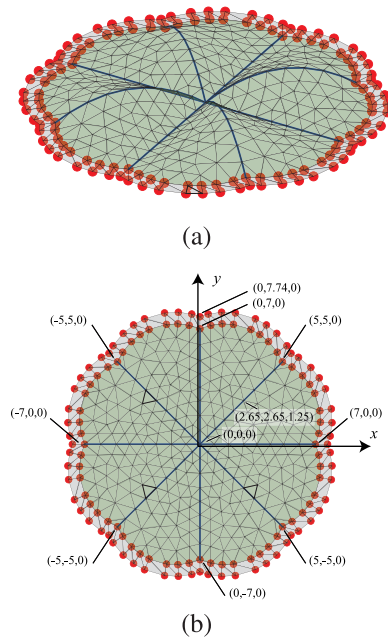 (a)
y
(0,7.74,0)
(0,7,0)
(-5,5,0)
(5,5,0)
(2.65,2.65,1.25)
(-7,0,0)
(0,0,0)
(7,0,0)
x
(-5,-5,0)
(5,-5,0)
(0,-7,0)
(b)